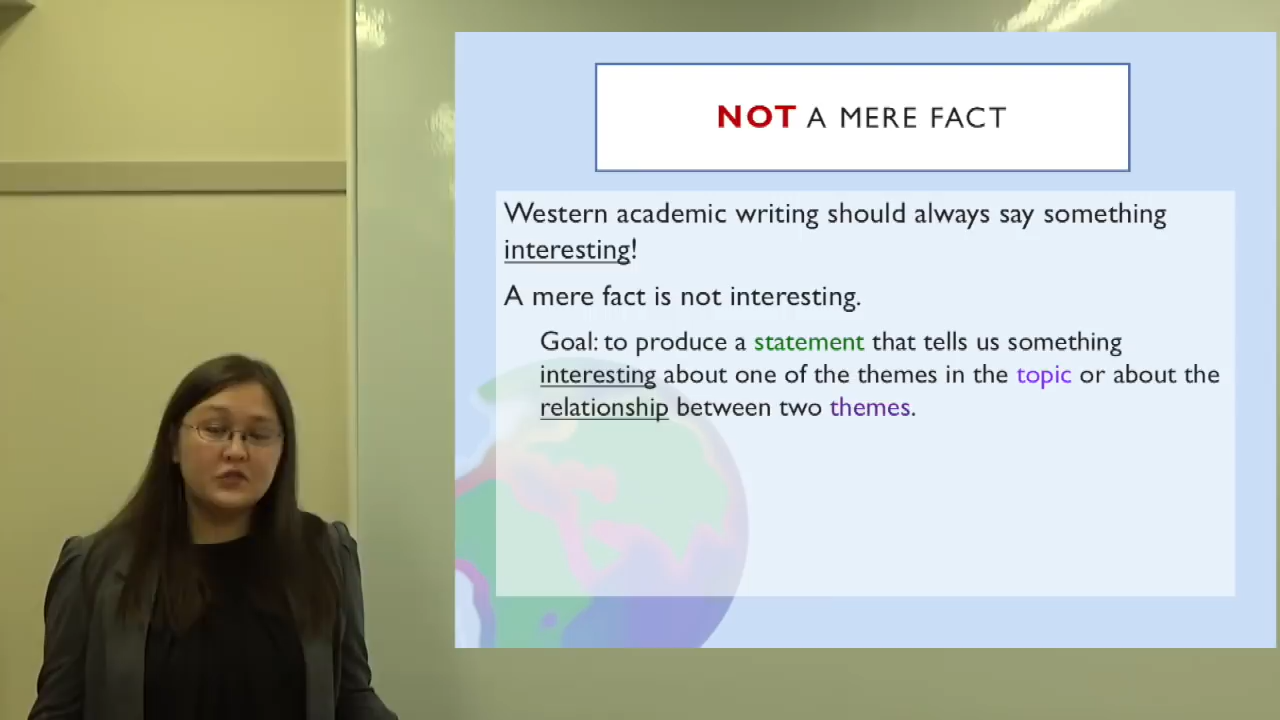 NOT A MERE FACT
Western academic writing should always say something
interesting!
A mere fact is not interesting.
Goal: to produce a statement that tells us something
interesting about one of the themes in the topic or about the
relationship between two themes.